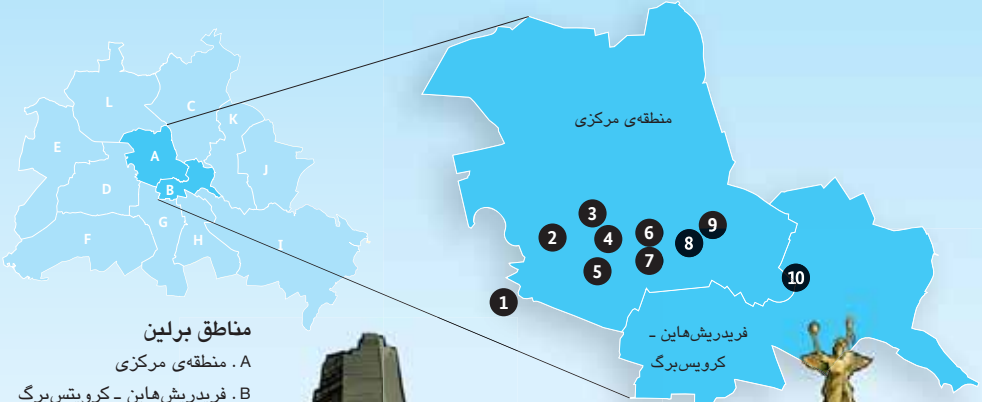 L
C
K
E
A
J
D
B
G
F
H
I
منطقه‌ی مرکزی
3
9
2
4
6
8
5
7
10
1
فریدریش‌هاین ـ
کرویس‌برگ
مناطق برلین
A . منطقه‌ی مرکزی
B . فریدریش‌هاین ـ کرویتس‌برگ